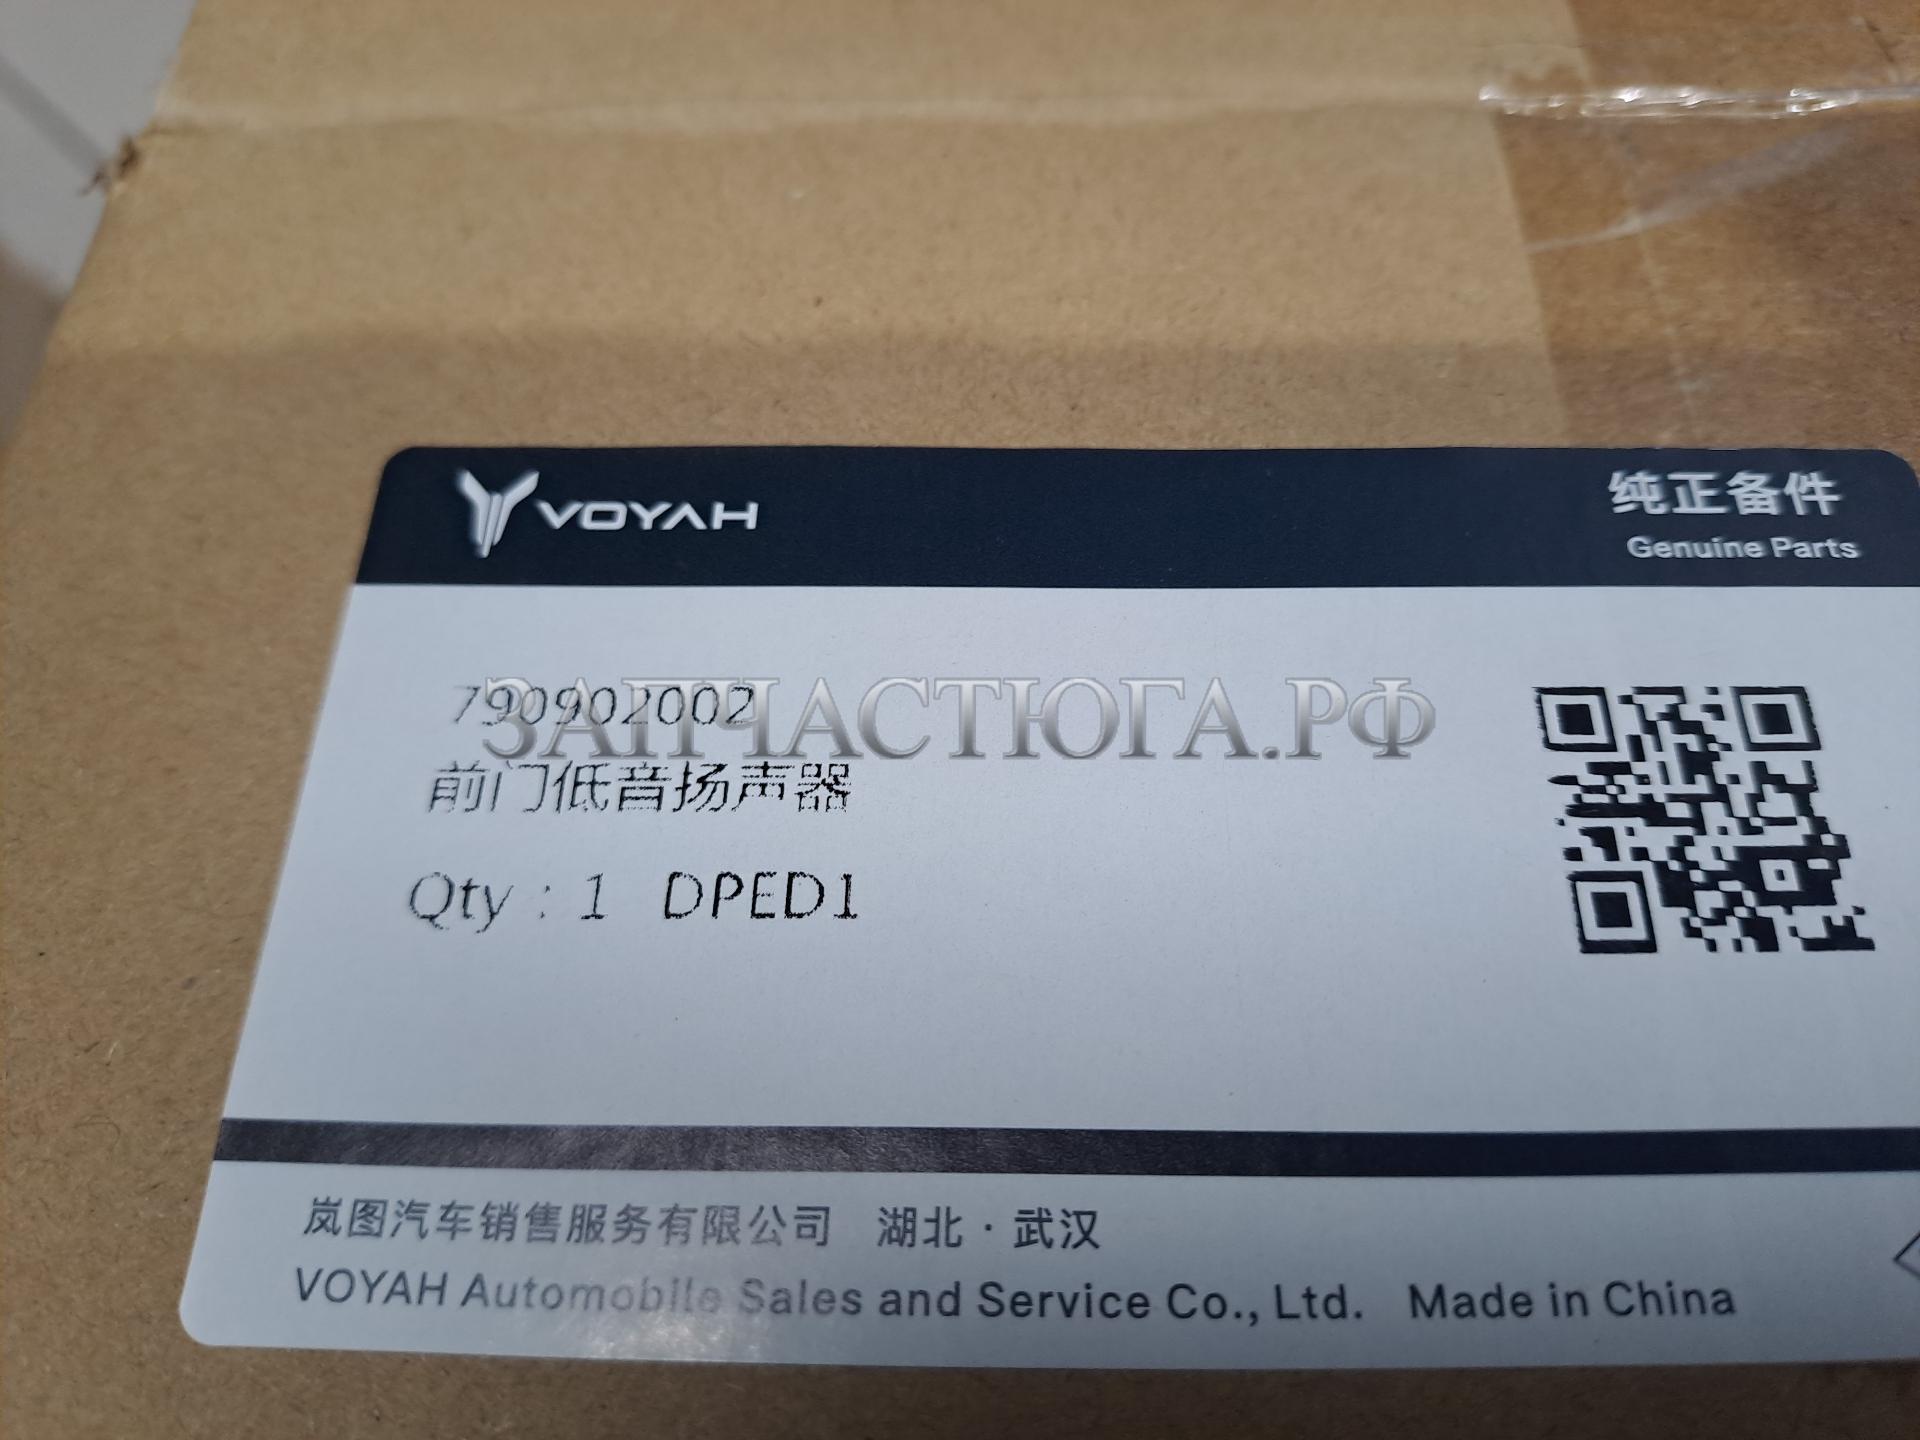 VOYAH
纯正备件
Genuine Parts
790902002
ЗАПЧАСТЮГА.РФ
前门低音扬声器
Qty : 1 DPED1
岚图汽车销售服务有限公司 湖北·武汉
VOYAH Automobile Sales and Service Co., Ltd. Made in China